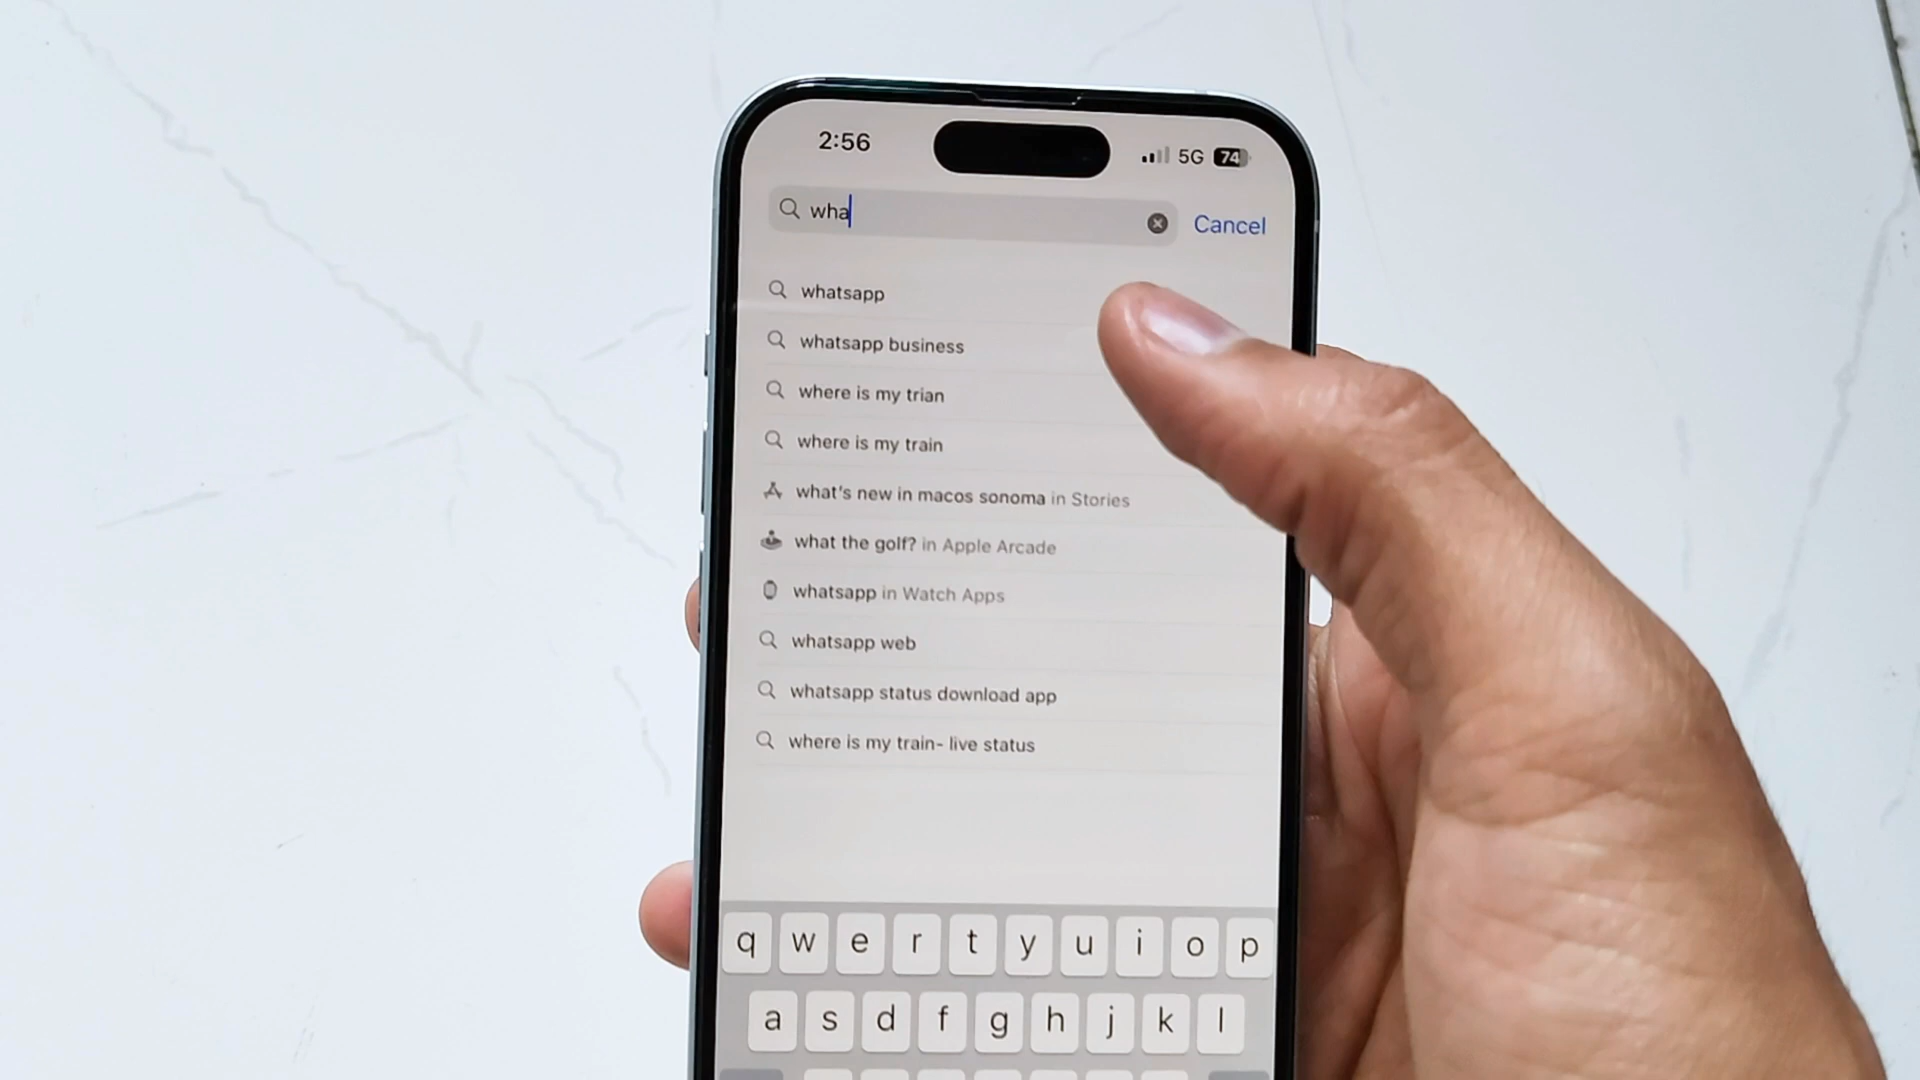 2:56
5G 74
wha
Cancel
whatsapp
whatsapp business
where is my trian
where is my train
what's new in macos sonoma in Stories
what the golf? in Apple Arcade
whatsapp in Watch Apps
whatsapp web
whatsapp status download app
where is my train- live status
q w e r t y u i o p
a s d f g h j k l